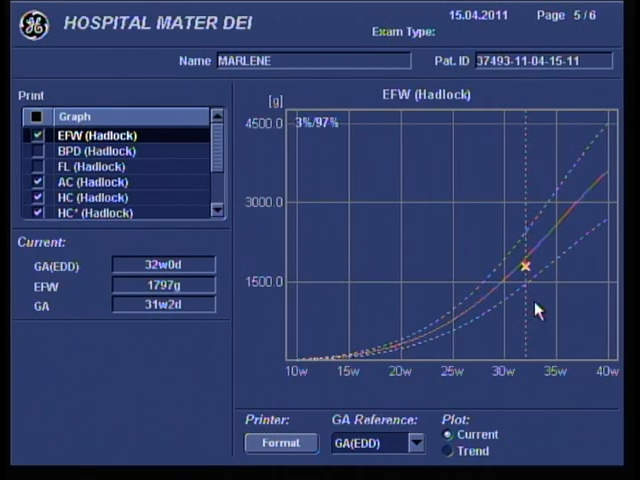 HOSPITAL MATER DEI
15.04.2011 Page 5/6
Exam Type:
Name MARLENE Pat. ID 37493-11-04-15-11
Print
Graph
EFW (Hadlock)
BPD (Hadlock)
FL (Hadlock)
AC (Hadlock)
HC (Hadlock)
HC* (Hadlock)
Current:
GA(EDD) 32w0d
EFW 1797g
GA 31w2d
EFW (Hadlock)
[g]
3%/97%
4500.0
3000.0
1500.0
10w 15w 20w 25w 30w 35w 40w
Printer: GA Reference: Plot:
Format GA(EDD) Current
Trend